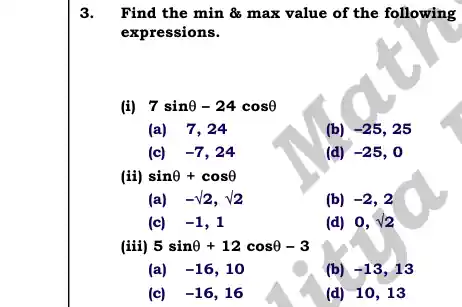 3. Find the min & max value of the following
expressions.
(i) 7 sinθ – 24 cosθ
(a) 7, 24 (b) –25, 25
(c) –7, 24 (d) –25, 0
(ii) sinθ + cosθ
(a) –√2, √2 (b) –2, 2
(c) –1, 1 (d) 0, √2
(iii) 5 sinθ + 12 cosθ – 3
(a) –16, 10 (b) –13, 13
(c) –16, 16 (d) 10, 13